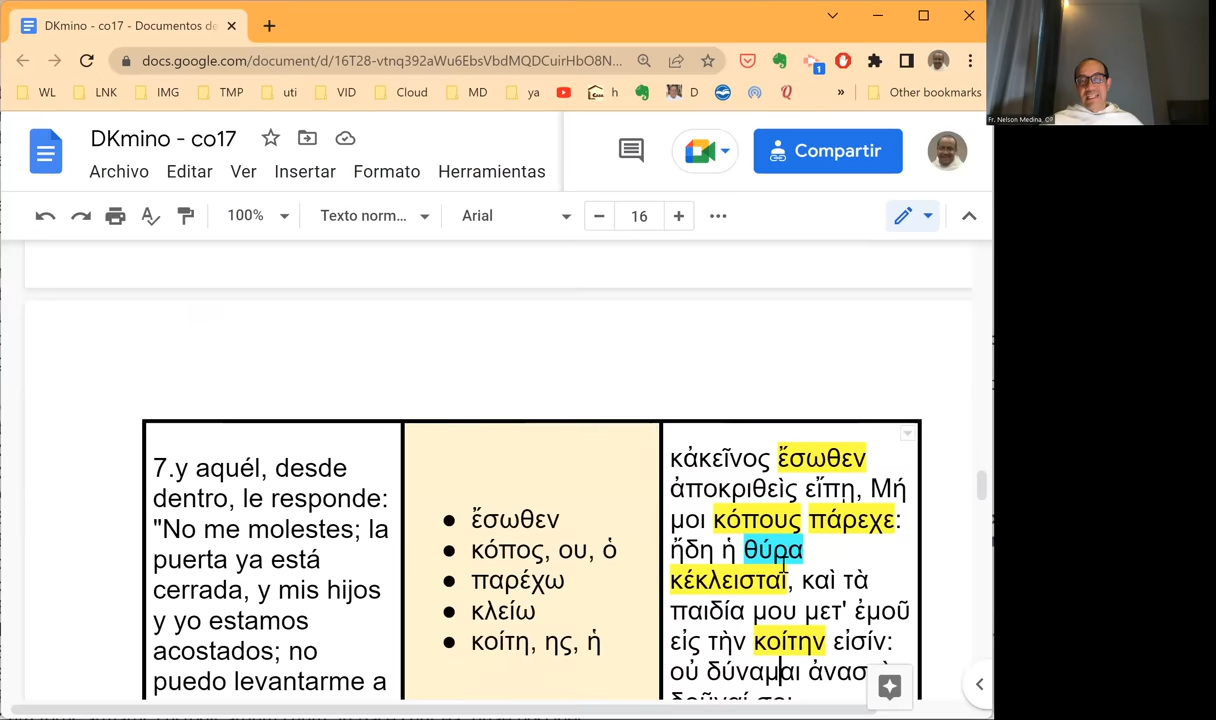 DKmino - co17 - Documentos de
docs.google.com/document/d/16T28-vtnq392aWu6EbsVbdMQDCuirHbO8N...
WL LNK IMG TMP uti VID Cloud MD ya h D » Other bookmarks
Fr. Nelson Medina, OP
DKmino - co17
Compartir
Archivo Editar Ver Insertar Formato Herramientas
100% Texto norm... Arial 16
7.y aquél, desde
dentro, le responde:
"No me molestes; la
puerta ya está
cerrada, y mis hijos
y yo estamos
acostados; no
puedo levantarme a
● ἔσωθεν
● κόπος, ου, ὁ
● παρέχω
● κλείω
● κοίτη, ης, ἡ
κἀκεῖνος ἔσωθεν
ἀποκριθεὶς εἴπῃ, Μή
μοι κόπους πάρεχε:
ἤδη ἡ θύρα
κέκλεισται, καὶ τὰ
παιδία μου μετ' ἐμοῦ
εἰς τὴν κοίτην εἰσίν:
οὐ δύναμαι